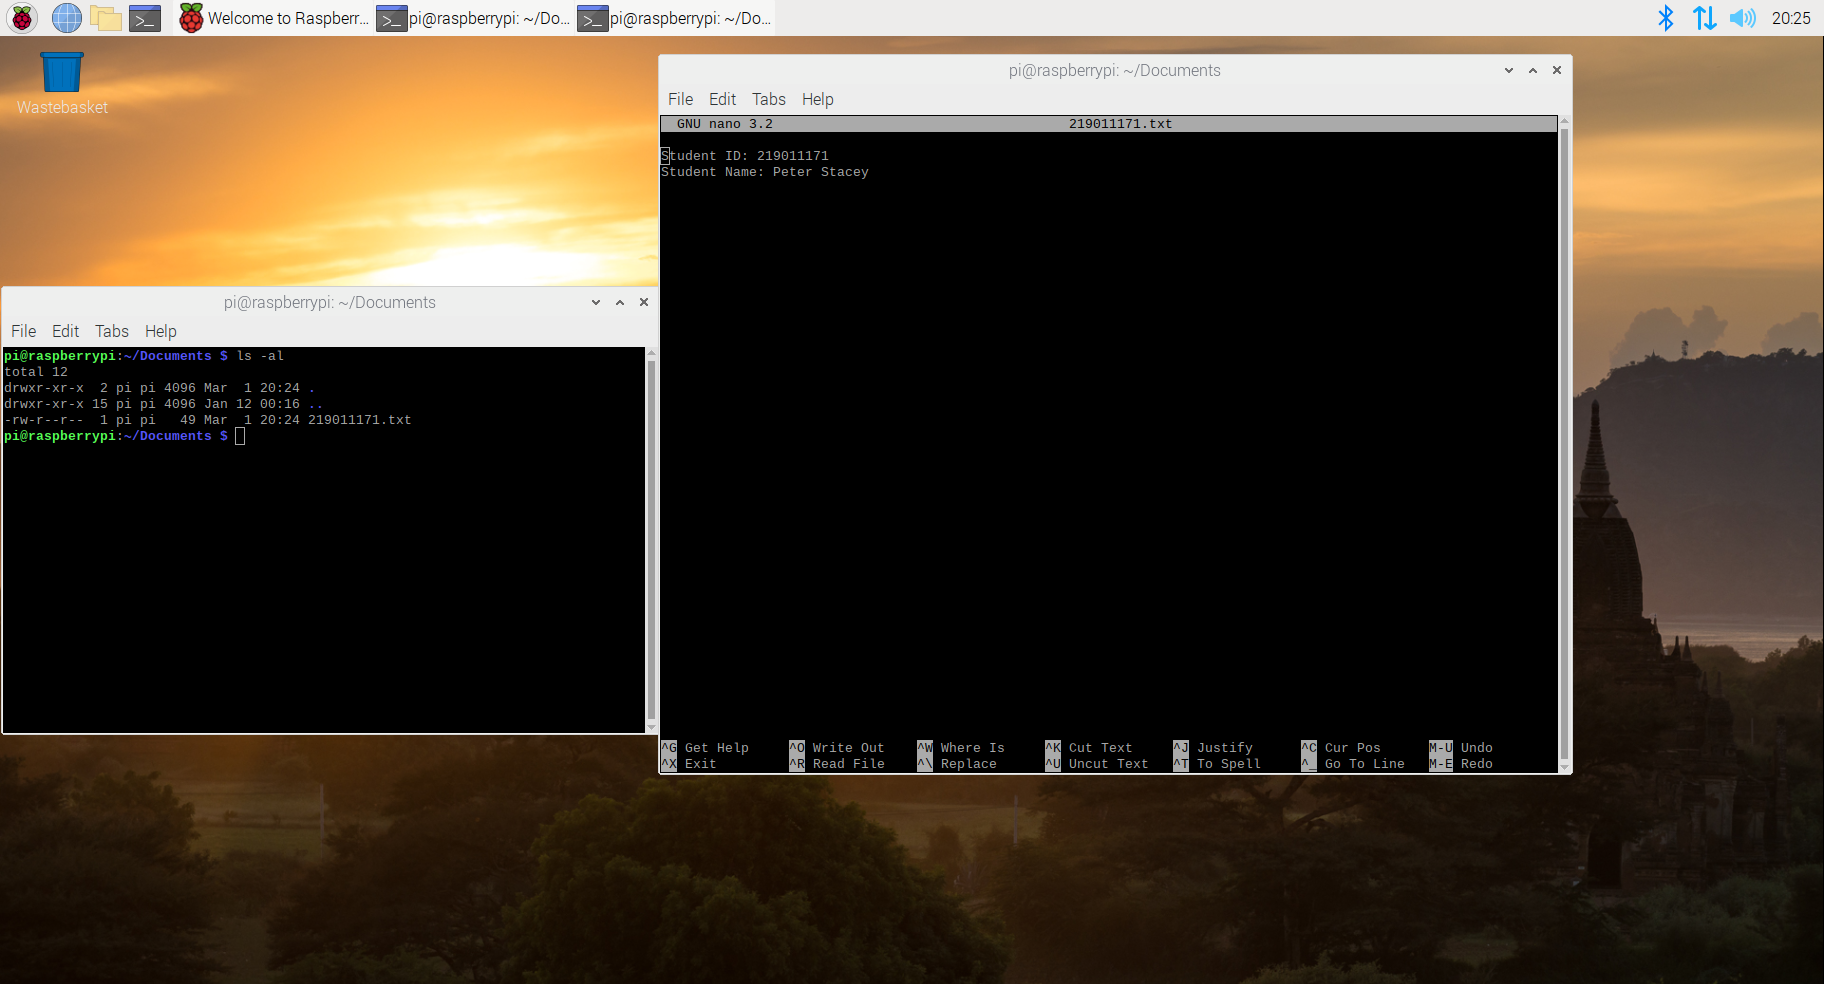 Welcome to Raspberr...
pi@raspberrypi: ~/Do...
pi@raspberrypi: ~/Do...
20:25
Wastebasket
pi@raspberrypi: ~/Documents
File Edit Tabs Help
GNU nano 3.2 219011171.txt
Student ID: 219011171
Student Name: Peter Stacey
^G Get Help ^O Write Out ^W Where Is ^K Cut Text ^J Justify ^C Cur Pos M-U Undo
^X Exit ^R Read File ^\ Replace ^U Uncut Text ^T To Spell ^_ Go To Line M-E Redo
pi@raspberrypi: ~/Documents
File Edit Tabs Help
pi@raspberrypi:~/Documents $ ls -al
total 12
drwxr-xr-x  2 pi pi 4096 Mar  1 20:24 .
drwxr-xr-x 15 pi pi 4096 Jan 12 00:16 ..
-rw-r--r--  1 pi pi   49 Mar  1 20:24 219011171.txt
pi@raspberrypi:~/Documents $